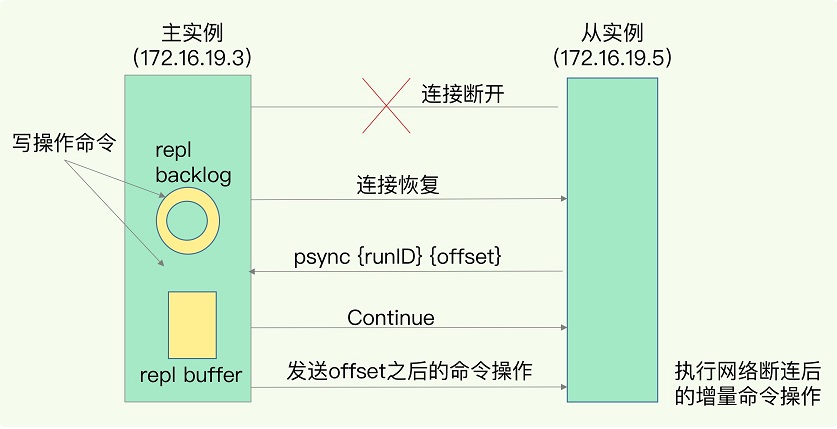 主实例
（172.16.19.3）
从实例
（172.16.19.5）
连接断开
写操作命令
repl
backlog
连接恢复
psync {runID} {offset}
Continue
repl buffer
发送offset之后的命令操作
执行网络断连后
的增量命令操作